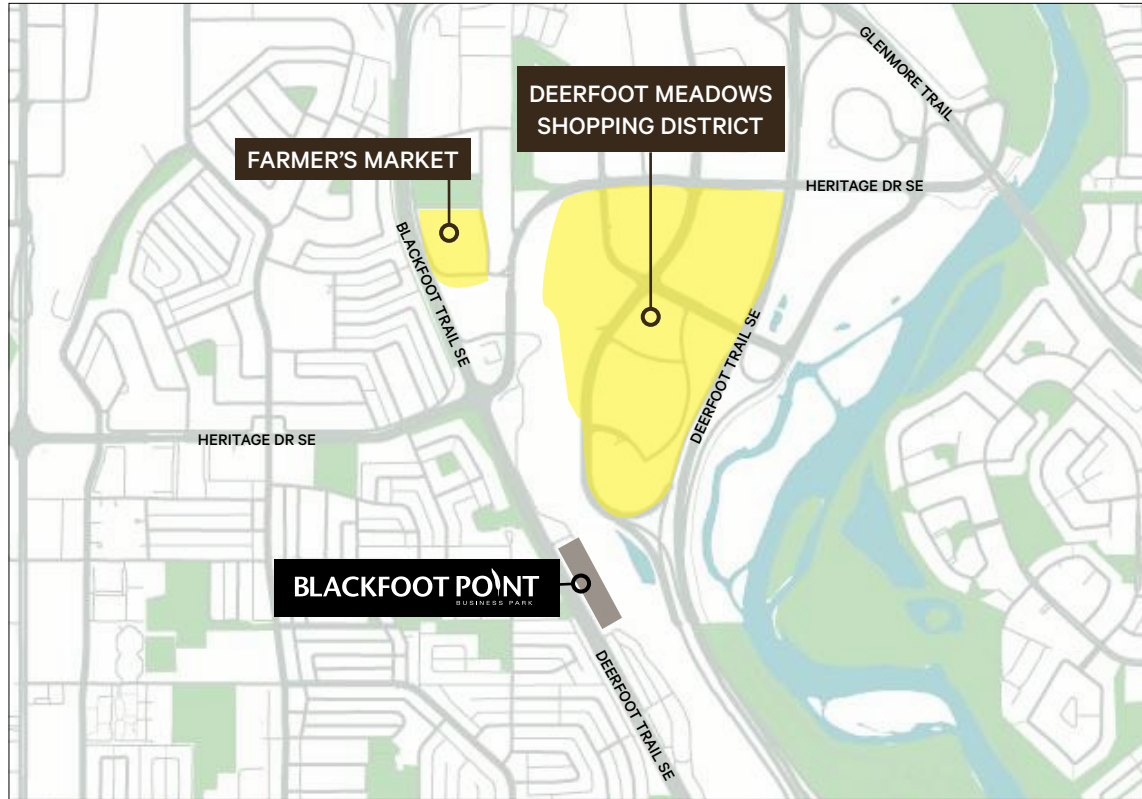 GLENMORE TRAIL
DEERFOOT MEADOWS
SHOPPING DISTRICT
FARMER'S MARKET
HERITAGE DR SE
BLACKFOOT TRAIL SE
DEERFOOT TRAIL SE
HERITAGE DR SE
BLACKFOOT POINT
BUSINESS PARK
DEERFOOT TRAIL SE